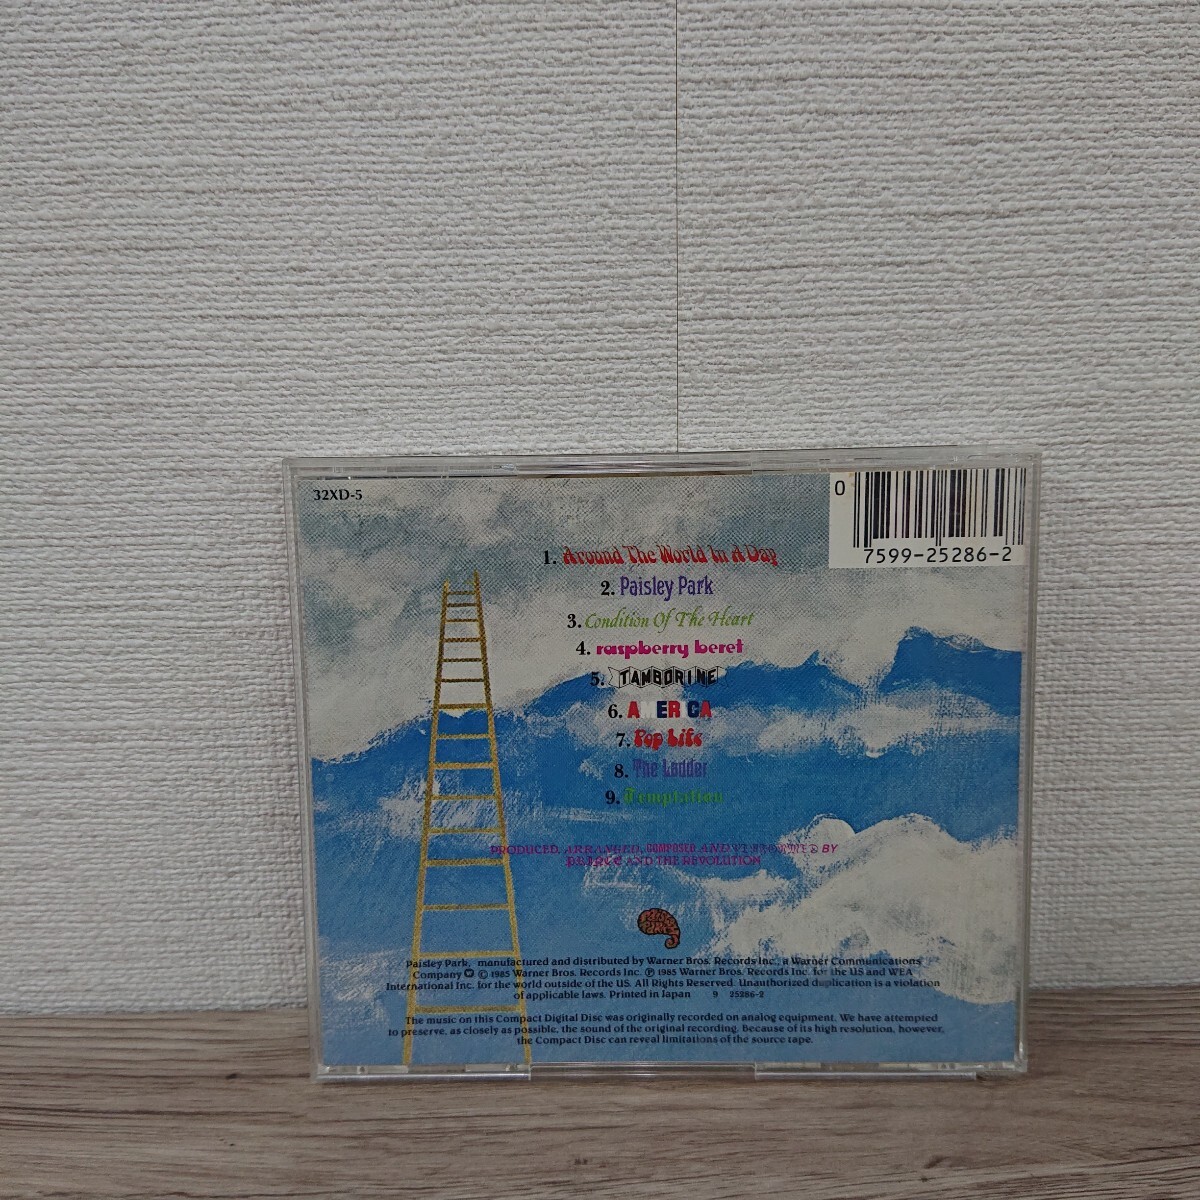 32XD-5
0
7599-25286-2
1. Around The World In A Day
2. Paisley Park
3. Condition Of The Heart
4. raspberry beret
5. TAMBORINE
6. AMERICA
7. Pop Life
8. The Ladder
9. Temptation
PRODUCED, ARRANGED, COMPOSED AND PERFORMED BY
PRINCE AND THE REVOLUTION
PAISLEY PARK
Paisley Park, manufactured and distributed by Warner Bros. Records Inc., a Warner Communications
Company © 1985 Warner Bros. Records Inc. ℗ 1985 Warner Bros. Records Inc. for the US and WEA
International Inc. for the world outside of the US. All Rights Reserved. Unauthorized duplication is a violation
of applicable laws. Printed in Japan 9 25286-2
The music on this Compact Digital Disc was originally recorded on analog equipment. We have attempted
to preserve, as closely as possible, the sound of the original recording. Because of its high resolution, however,
the Compact Disc can reveal limitations of the source tape.